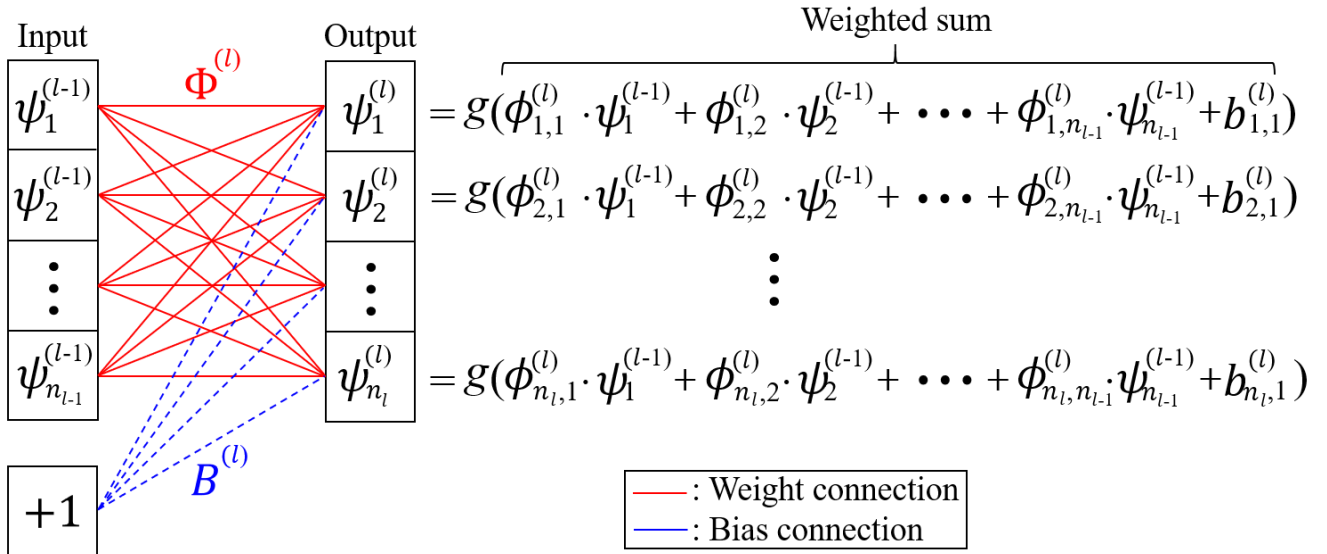 Weighted sum
Input Output
Φ^(l)
ψ_1^(l-1) ψ_1^(l) = g(ϕ_{1,1}^(l) · ψ_1^(l-1) + ϕ_{1,2}^(l) · ψ_2^(l-1) + ••• + ϕ_{1,n_{l-1}}^(l) · ψ_{n_{l-1}}^(l-1) + b_{1,1}^(l))
ψ_2^(l-1) ψ_2^(l) = g(ϕ_{2,1}^(l) · ψ_1^(l-1) + ϕ_{2,2}^(l) · ψ_2^(l-1) + ••• + ϕ_{2,n_{l-1}}^(l) · ψ_{n_{l-1}}^(l-1) + b_{2,1}^(l))
⋮ ⋮ ⋮
ψ_{n_{l-1}}^(l-1) ψ_{n_l}^(l) = g(ϕ_{n_l,1}^(l) · ψ_1^(l-1) + ϕ_{n_l,2}^(l) · ψ_2^(l-1) + ••• + ϕ_{n_l,n_{l-1}}^(l) · ψ_{n_{l-1}}^(l-1) + b_{n_l,1}^(l))
B^(l)
+1
: Weight connection
: Bias connection